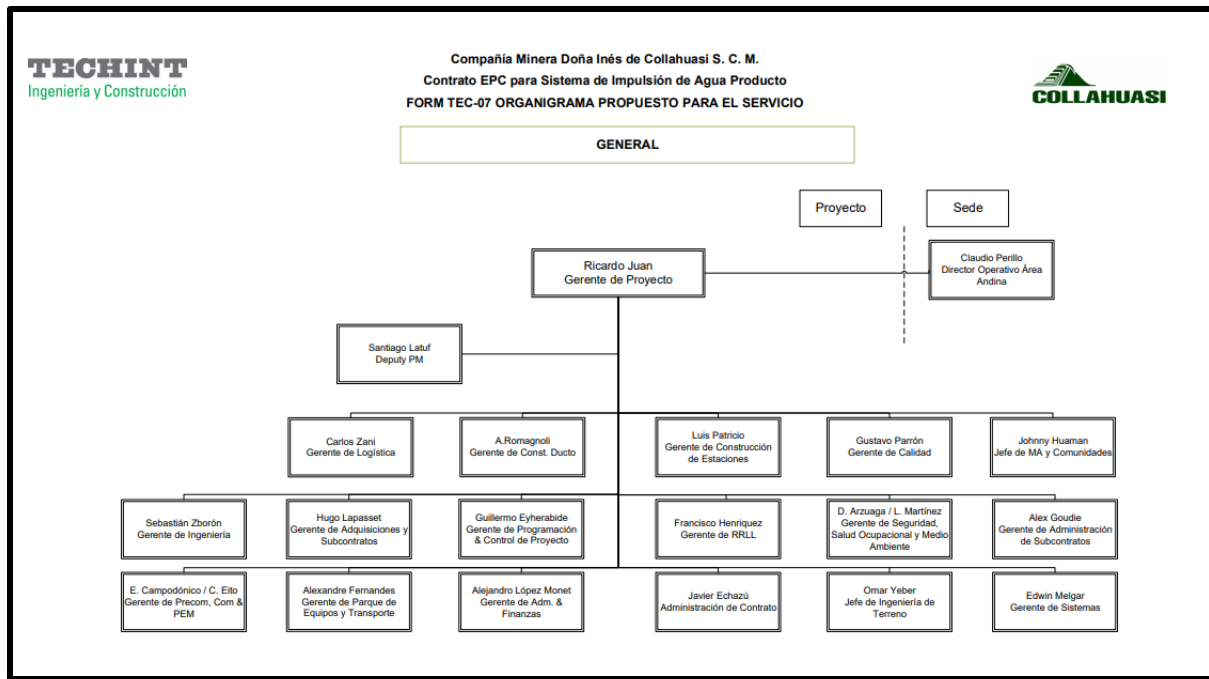 TECHINT
Ingeniería y Construcción
Compañía Minera Doña Inés de Collahuasi S. C. M.
Contrato EPC para Sistema de Impulsión de Agua Producto
FORM TEC-07 ORGANIGRAMA PROPUESTO PARA EL SERVICIO
COLLAHUASI
GENERAL
Proyecto
Sede
Ricardo Juan
Gerente de Proyecto
Claudio Perillo
Director Operativo Área
Andina
Santiago Latuf
Deputy PM
Carlos Zani
Gerente de Logística
A.Romagnoli
Gerente de Const. Ducto
Luis Patricio
Gerente de Construcción
de Estaciones
Gustavo Parrón
Gerente de Calidad
Johnny Huaman
Jefe de MA y Comunidades
Sebastián Zborón
Gerente de Ingeniería
Hugo Lapasset
Gerente de Adquisiciones y
Subcontratos
Guillermo Eyherabide
Gerente de Programación
& Control de Proyecto
Francisco Henriquez
Gerente de RRLL
D. Arzuaga / L. Martínez
Gerente de Seguridad,
Salud Ocupacional y Medio
Ambiente
Alex Goudie
Gerente de Administración
de Subcontratos
E. Campodónico / C. Eito
Gerente de Precom, Com &
PEM
Alexandre Fernandes
Gerente de Parque de
Equipos y Transporte
Alejandro López Monet
Gerente de Adm. &
Finanzas
Javier Echazú
Administración de Contrato
Omar Yeber
Jefe de Ingeniería de
Terreno
Edwin Melgar
Gerente de Sistemas